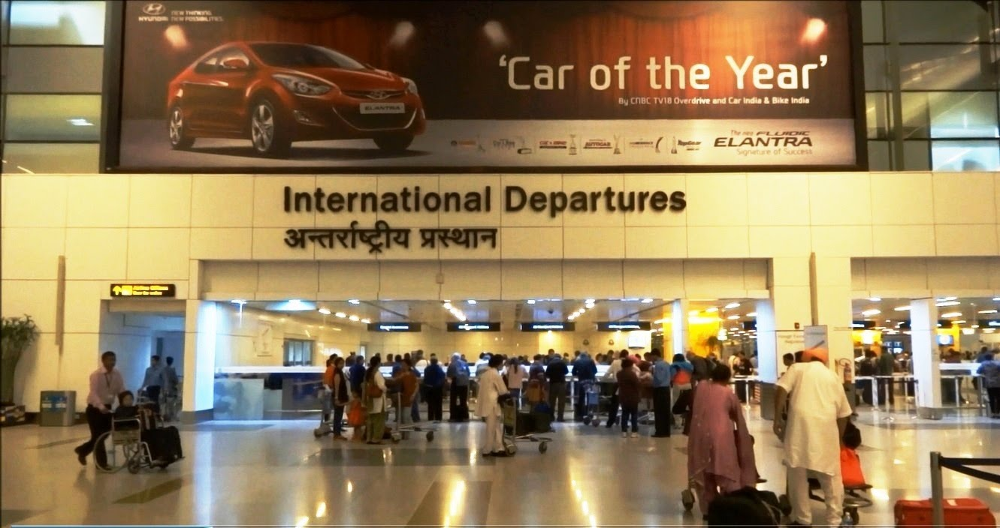 HYUNDAI
NEW THINKING.
NEW POSSIBILITIES.
'Car of the Year'
By CNBC TV18 Overdrive and Car India & Bike India
ELANTRA
The new FLUIDIC
ELANTRA
Signature of Success
International Departures
अन्तर्राष्ट्रीय प्रस्थान